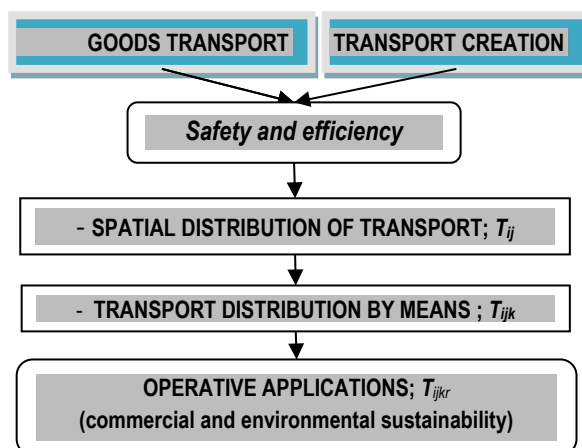 GOODS TRANSPORT
TRANSPORT CREATION
Safety and efficiency
- SPATIAL DISTRIBUTION OF TRANSPORT; Tij
- TRANSPORT DISTRIBUTION BY MEANS ; Tijk
OPERATIVE APPLICATIONS; Tijkr
(commercial and environmental sustainability)